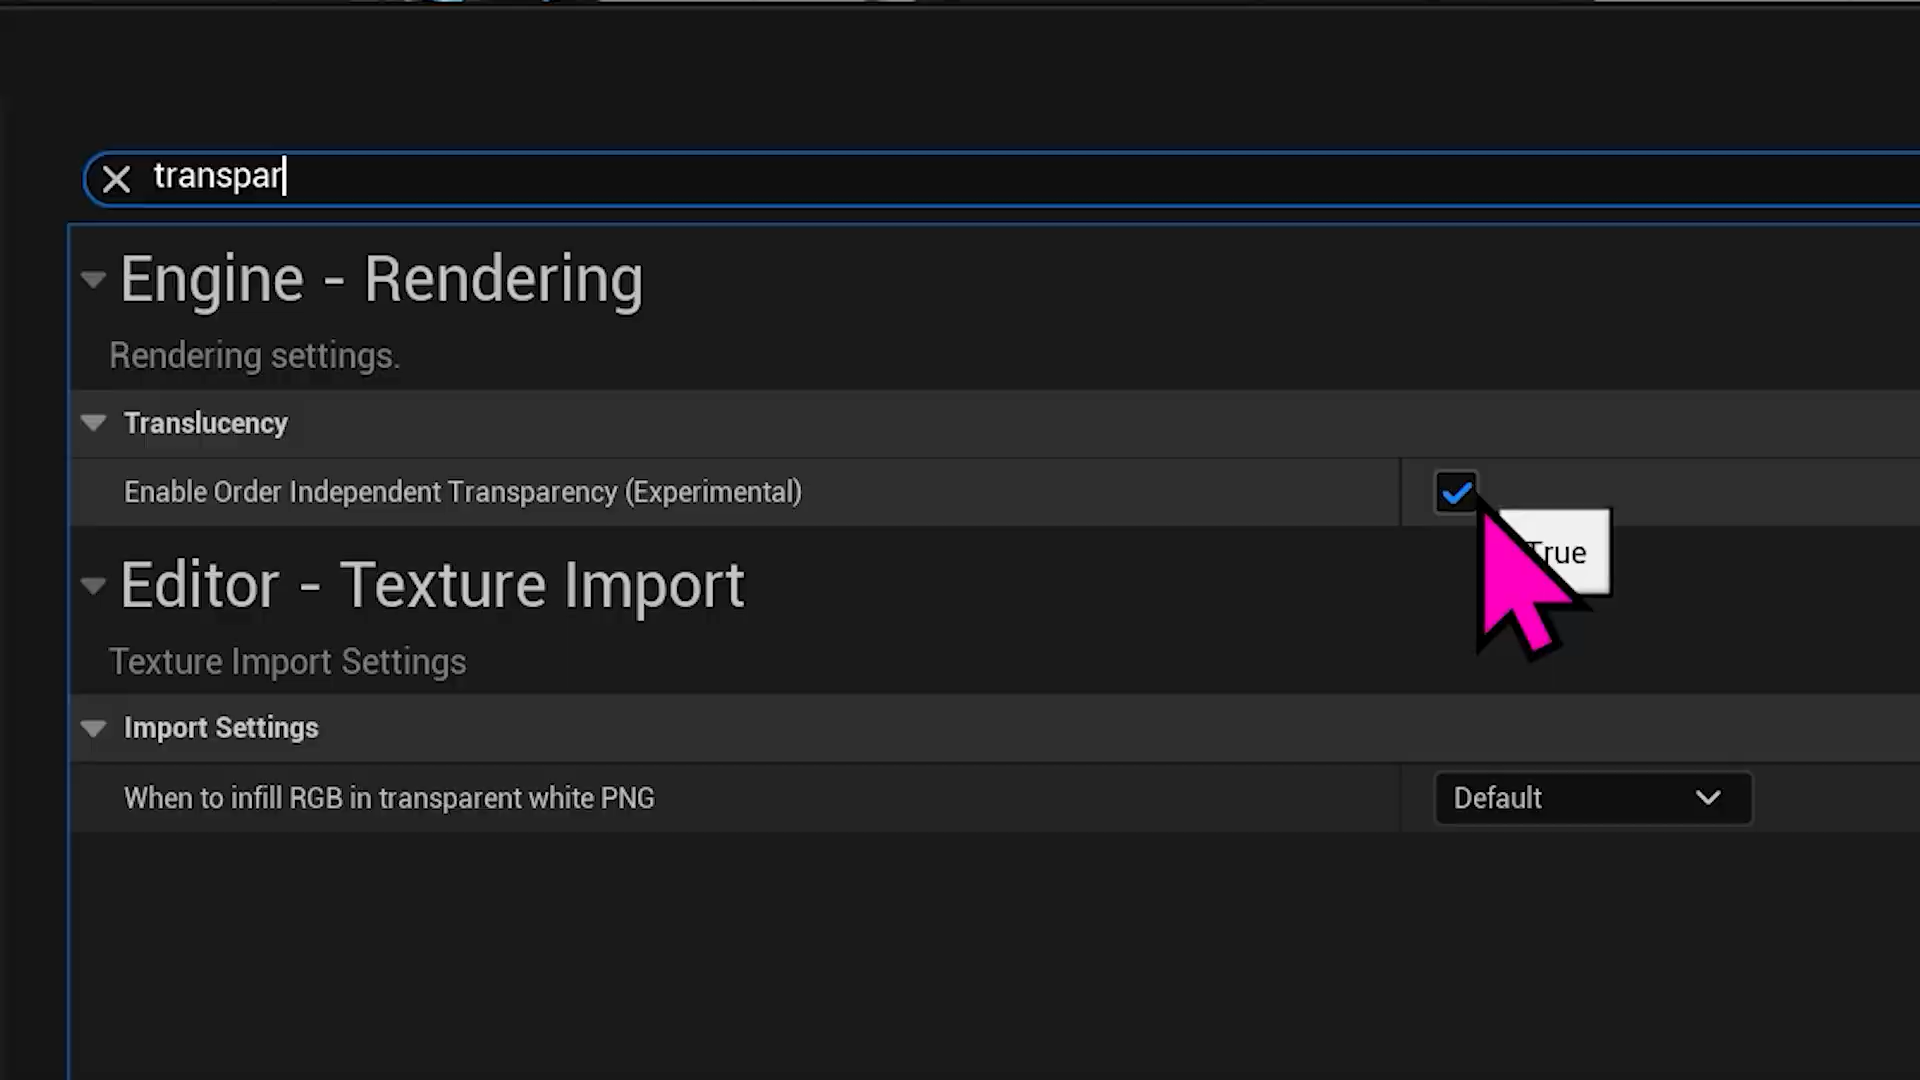 transpar
Engine - Rendering
Rendering settings.
Translucency
Enable Order Independent Transparency (Experimental)
True
Editor - Texture Import
Texture Import Settings
Import Settings
When to infill RGB in transparent white PNG
Default